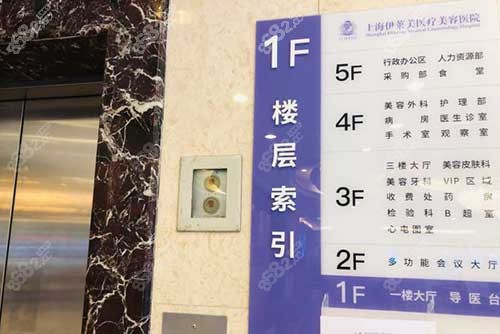 上海伊莱美医疗美容医院
1F
楼层索引
5F
行政办公区 人力资源部
采购部 食堂
4F
美容外科 护理部
病房 医生诊室
手术室 观察室
3F
三楼大厅 美容皮肤科
美容牙科 VIP区域
收费处 药房
检验科 B超室
心电图室
2F
多功能会议大厅
1F
一楼大厅 导医台